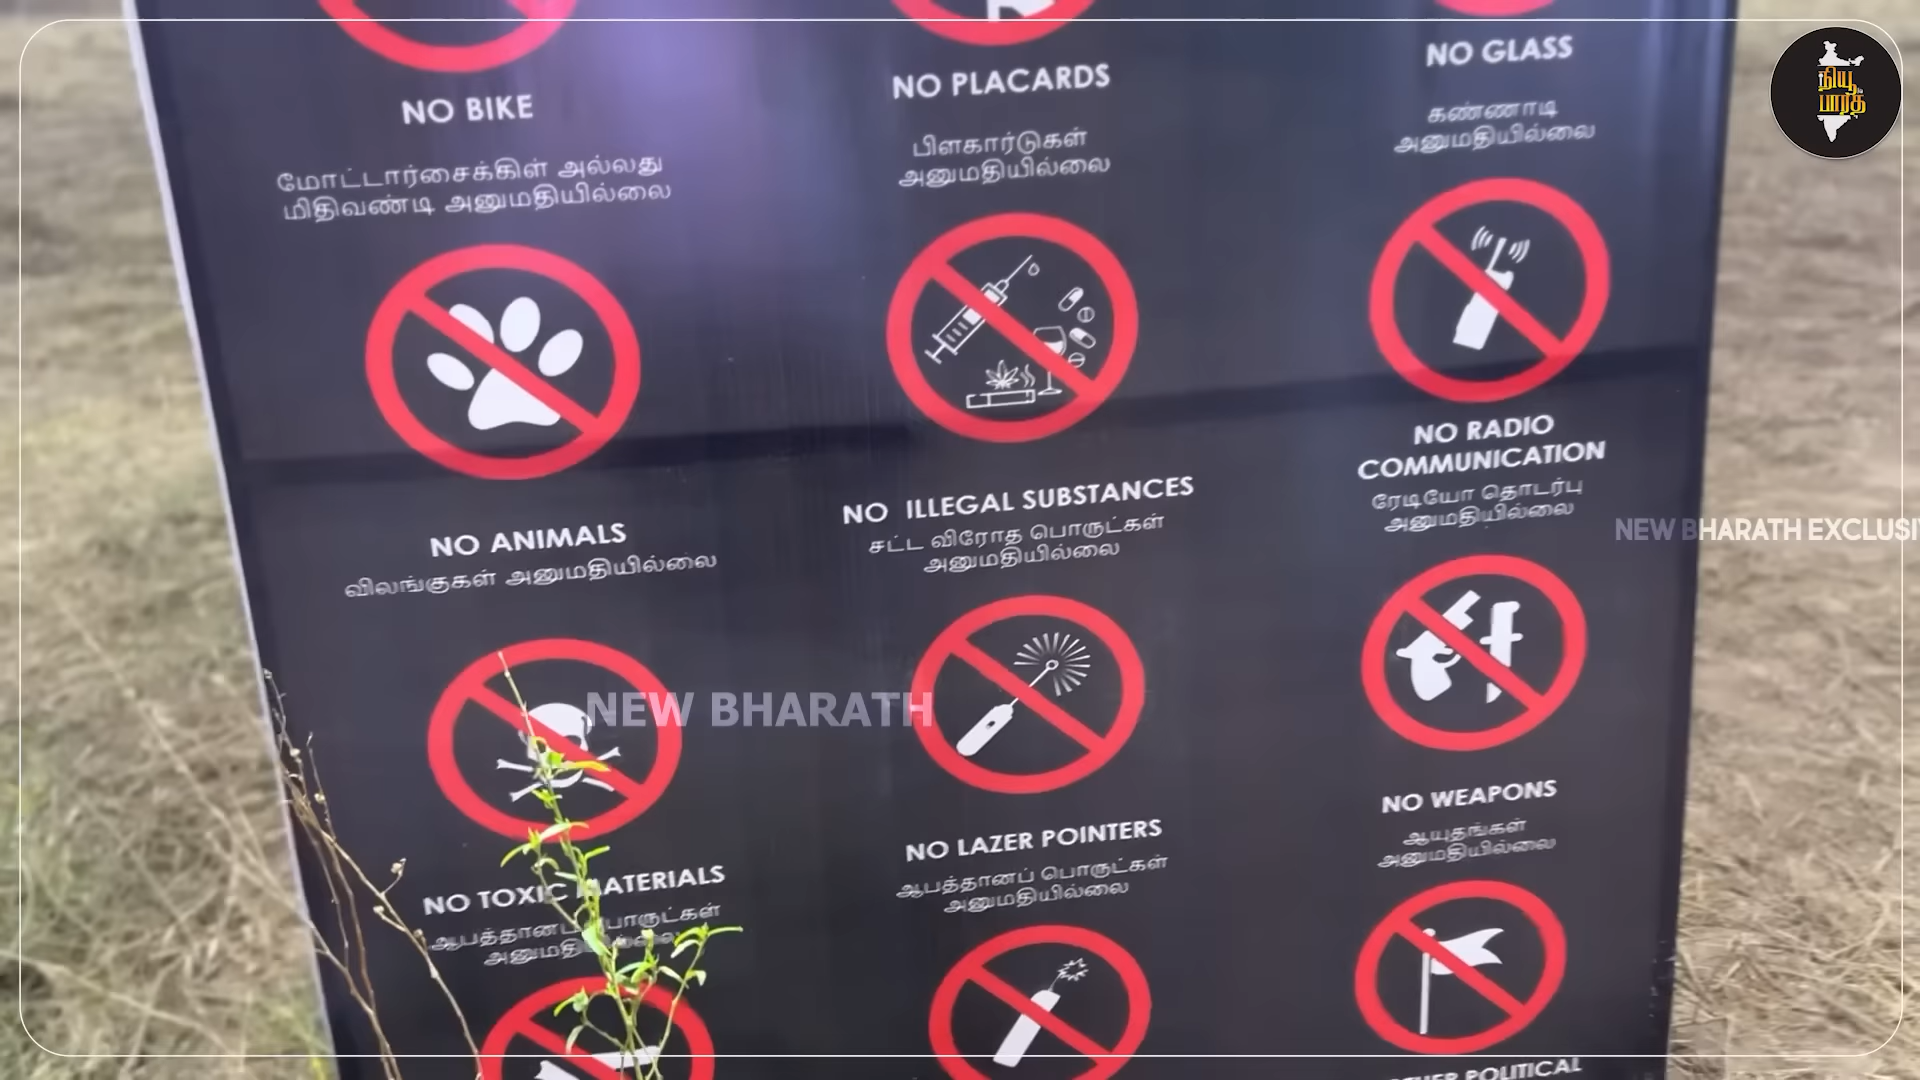 NO BIKE
மோட்டார்சைக்கிள் அல்லது
மிதிவண்டி அனுமதியில்லை
NO PLACARDS
பிளகார்டுகள்
அனுமதியில்லை
NO GLASS
கண்ணாடி
அனுமதியில்லை
நியூ
பாரத்
NO ANIMALS
விலங்குகள் அனுமதியில்லை
NO ILLEGAL SUBSTANCES
சட்ட விரோத பொருட்கள்
அனுமதியில்லை
NO RADIO
COMMUNICATION
ரேடியோ தொடர்பு
அனுமதியில்லை
NEW BHARATH EXCLUSI
NEW BHARATH
NO TOXIC MATERIALS
ஆபத்தானப் பொருட்கள்
அனுமதியில்லை
NO LAZER POINTERS
ஆபத்தானப் பொருட்கள்
அனுமதியில்லை
NO WEAPONS
ஆயுதங்கள்
அனுமதியில்லை
POLITICAL